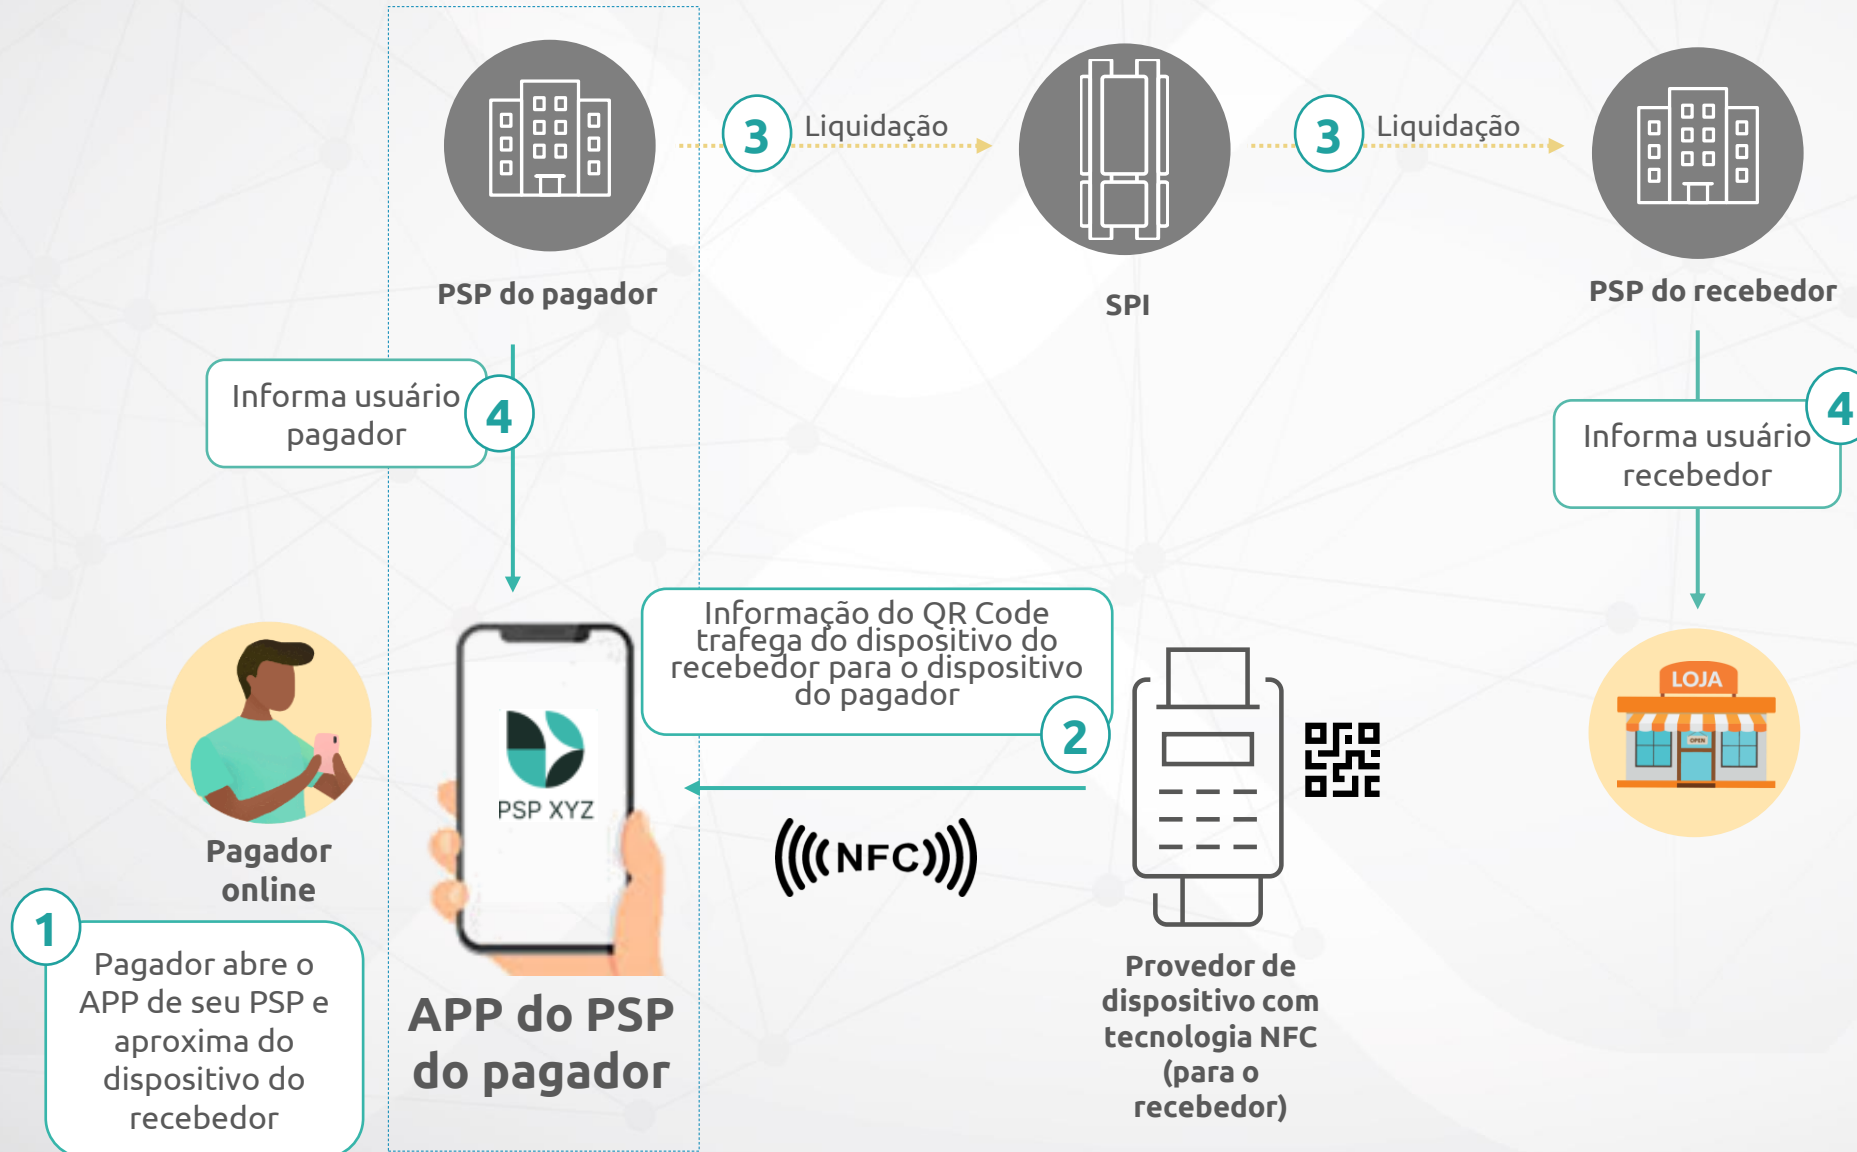 3
Liquidação
3
Liquidação
PSP do pagador
SPI
PSP do recebedor
Informa usuário
pagador
4
Informa usuário
recebedor
4
Informação do QR Code
trafega do dispositivo do
recebedor para o dispositivo
do pagador
2
LOJA
OPEN
PSP XYZ
NFC
Pagador
online
1
Pagador abre o
APP de seu PSP e
aproxima do
dispositivo do
recebedor
APP do PSP
do pagador
Provedor de
dispositivo com
tecnologia NFC
(para o
recebedor)